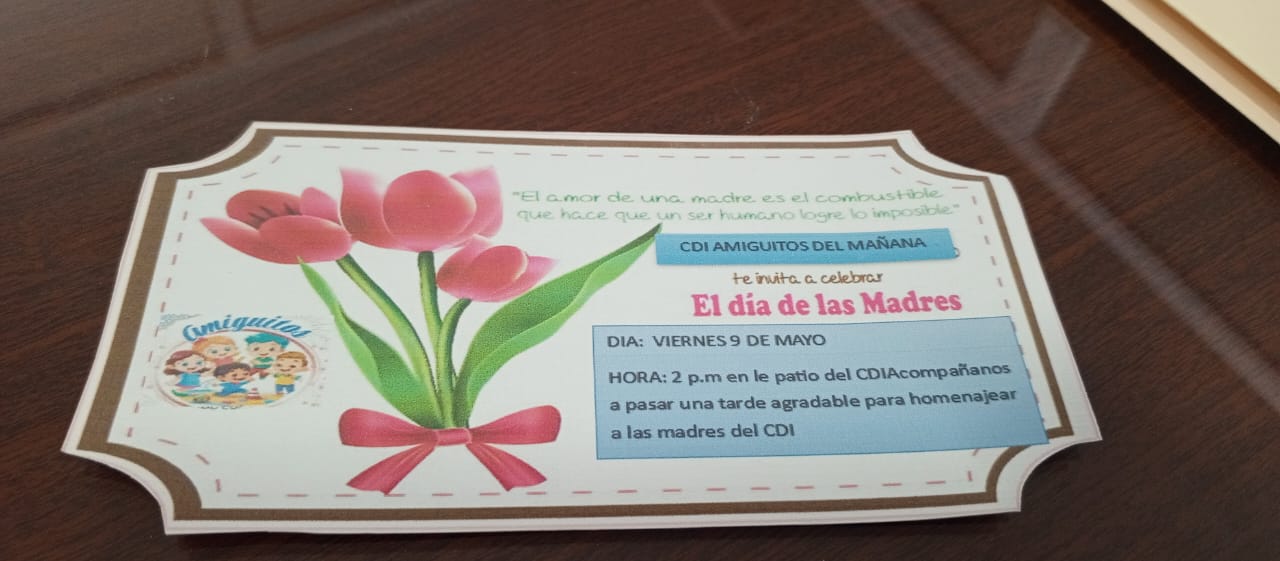 "El amor de una madre es el combustible
que hace que un ser humano logre lo imposible"
CDI AMIGUITOS DEL MAÑANA
te invita a celebrar
El día de las Madres
Amiguitos
DIA: VIERNES 9 DE MAYO
HORA: 2 p.m en le patio del CDIAcompañanos
a pasar una tarde agradable para homenajear
a las madres del CDI